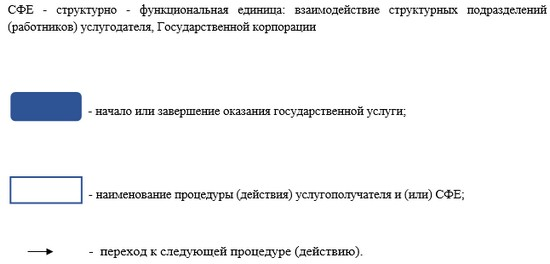 СФЕ - структурно - функциональная единица: взаимодействие структурных подразделений
(работников) услугодателя, Государственной корпорации
- начало или завершение оказания государственной услуги;
- наименование процедуры (действия) услугополучателя и (или) СФЕ;
- переход к следующей процедуре (действию).